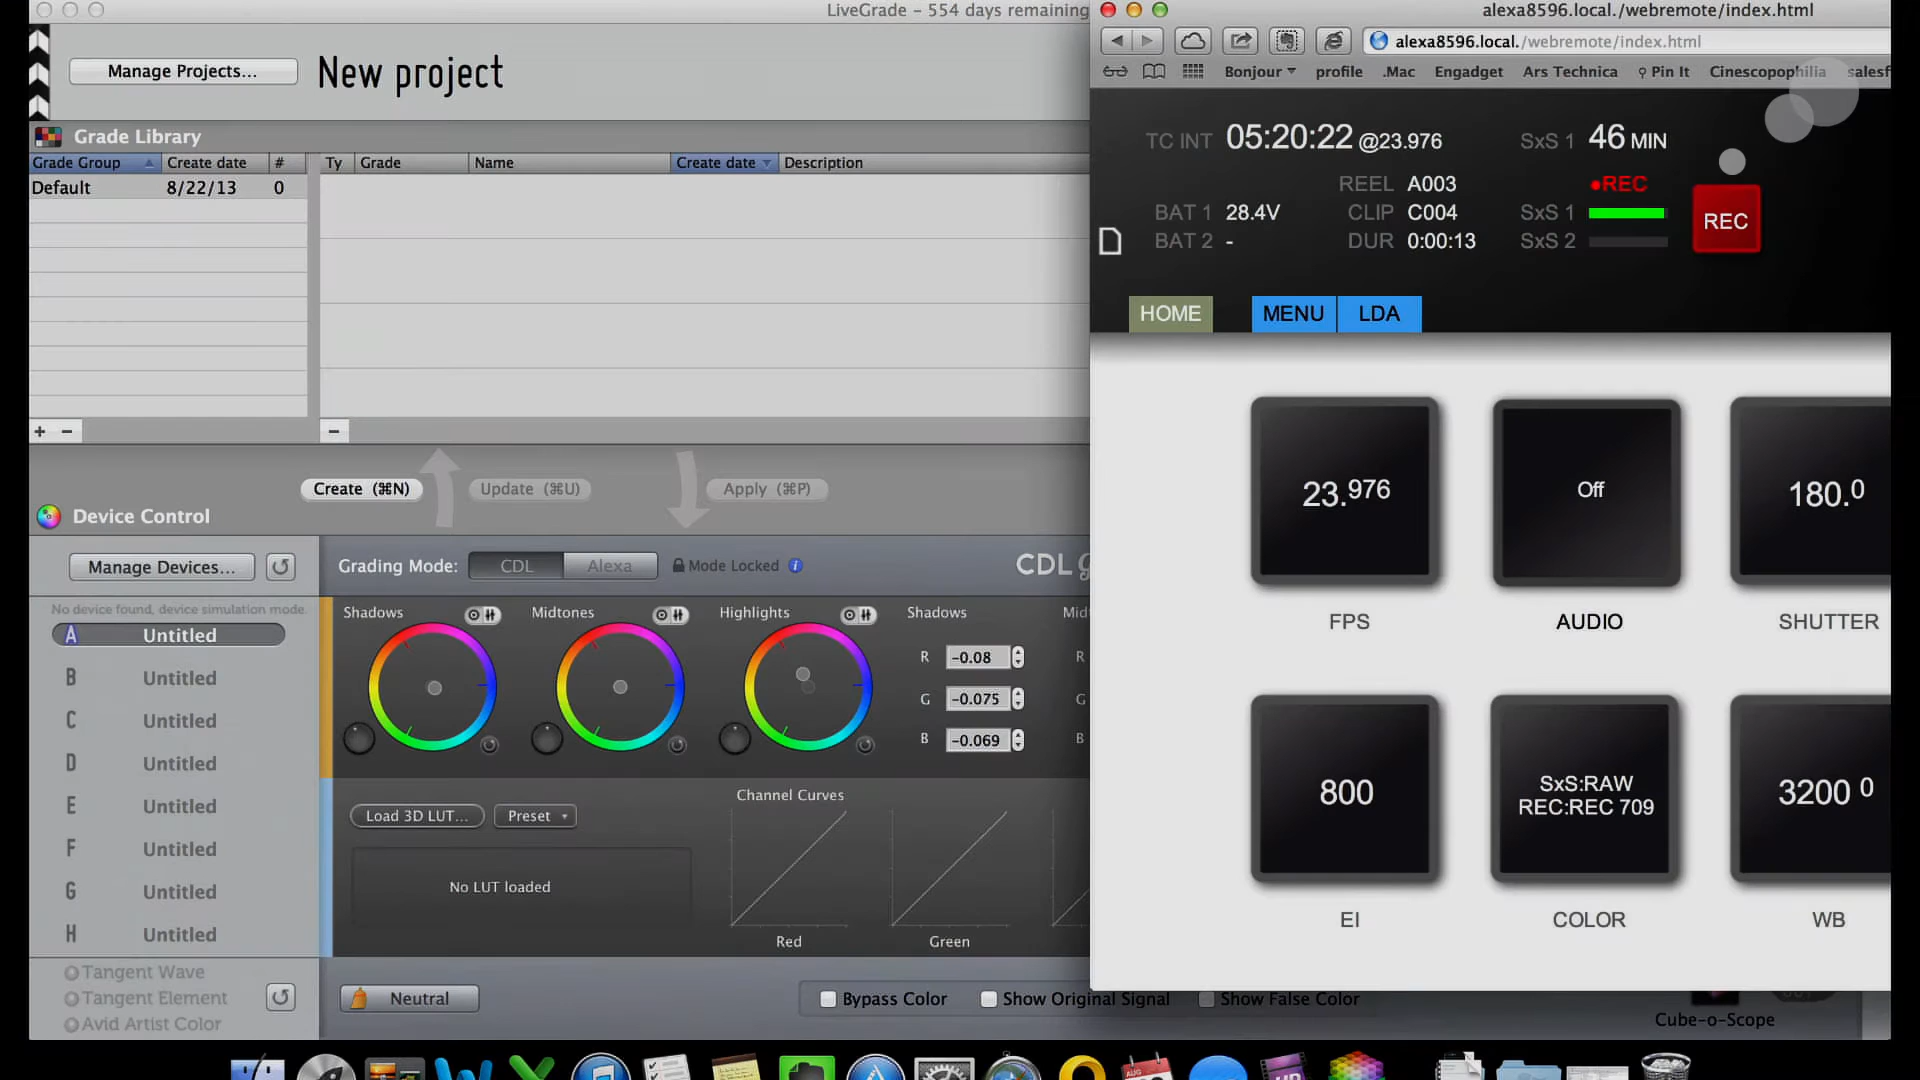 LiveGrade – 554 days remaining
Manage Projects...
New project
Grade Library
Grade Group
Create date
#
Ty
Grade
Name
Create date
Description
Default
8/22/13
0
+ −
−
Create (⌘N)
Update (⌘U)
Apply (⌘P)
Device Control
Manage Devices...
Grading Mode:
CDL
Alexa
Mode Locked
CDL
No device found, device simulation mode.
A Untitled
B Untitled
C Untitled
D Untitled
E Untitled
F Untitled
G Untitled
H Untitled
Tangent Wave
Tangent Element
Avid Artist Color
Shadows
Midtones
Highlights
Shadows
R -0.08
G -0.075
B -0.069
R
G
B
Load 3D LUT...
Preset
No LUT loaded
Channel Curves
Red
Green
Neutral
Bypass Color
Show Original Signal
Show False Color
Cube-o-Scope
alexa8596.local./webremote/index.html
alexa8596.local./webremote/index.html
Bonjour
profile
.Mac
Engadget
Ars Technica
Pin It
Cinescopophilia
TC INT 05:20:22 @23.976
SxS 1 46 MIN
REEL A003
●REC
BAT 1 28.4V
CLIP C004
SxS 1
REC
BAT 2 -
DUR 0:00:13
SxS 2
HOME
MENU
LDA
23.976
Off
180.0
FPS
AUDIO
SHUTTER
800
SxS:RAW
REC:REC 709
3200 0
EI
COLOR
WB
AUG